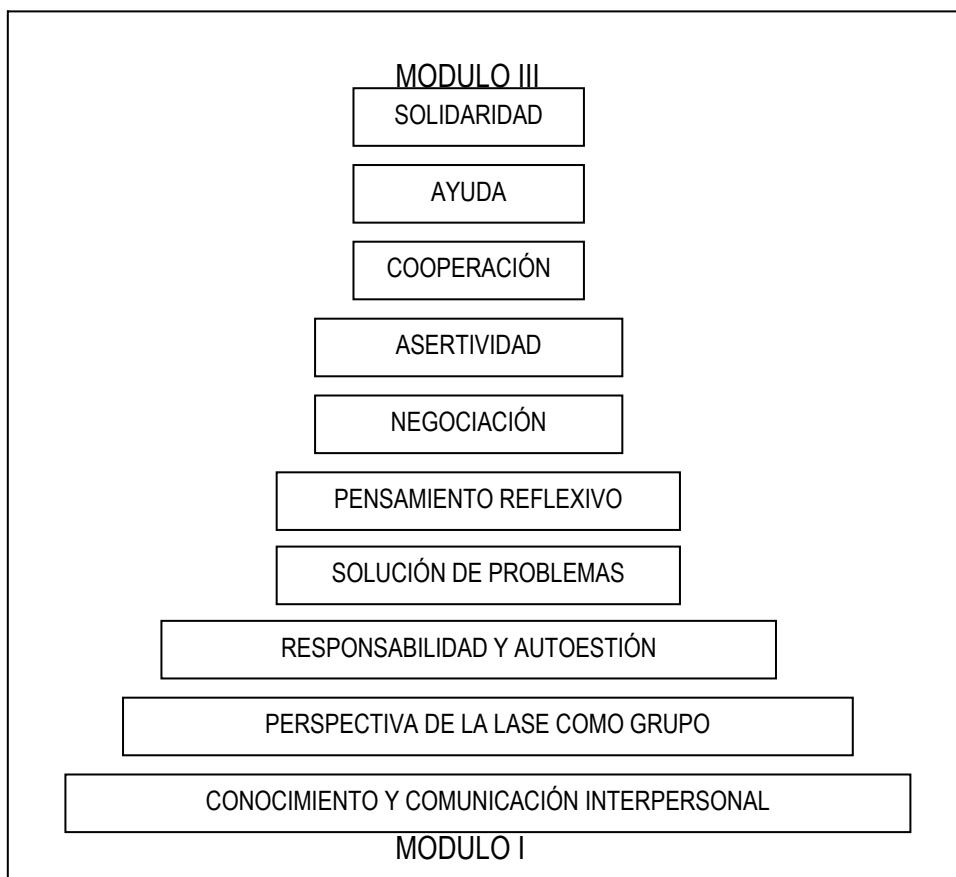 MODULO III
SOLIDARIDAD
AYUDA
COOPERACIÓN
ASERTIVIDAD
NEGOCIACIÓN
PENSAMIENTO REFLEXIVO
SOLUCIÓN DE PROBLEMAS
RESPONSABILIDAD Y AUTOESTIÓN
PERSPECTIVA DE LA LASE COMO GRUPO
CONOCIMIENTO Y COMUNICACIÓN INTERPERSONAL
MODULO I